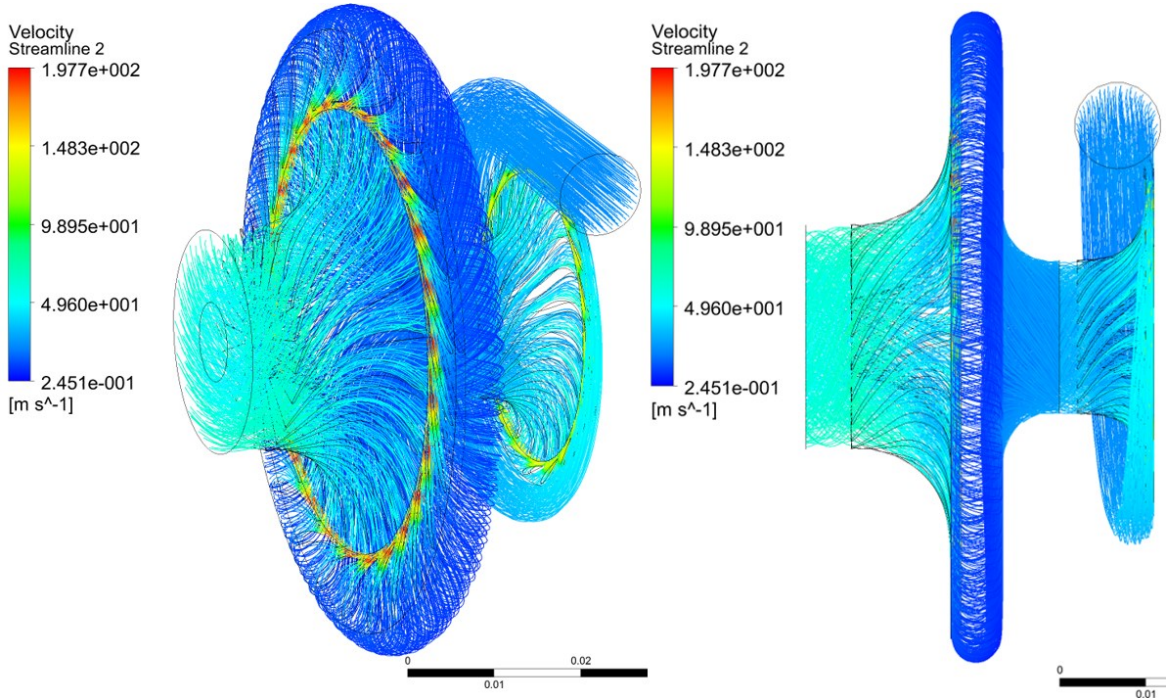 Velocity
Streamline 2
1.977e+002
1.483e+002
9.895e+001
4.960e+001
2.451e-001
[m s^-1]
0
0.02
0.01
Velocity
Streamline 2
1.977e+002
1.483e+002
9.895e+001
4.960e+001
2.451e-001
[m s^-1]
0
0.01